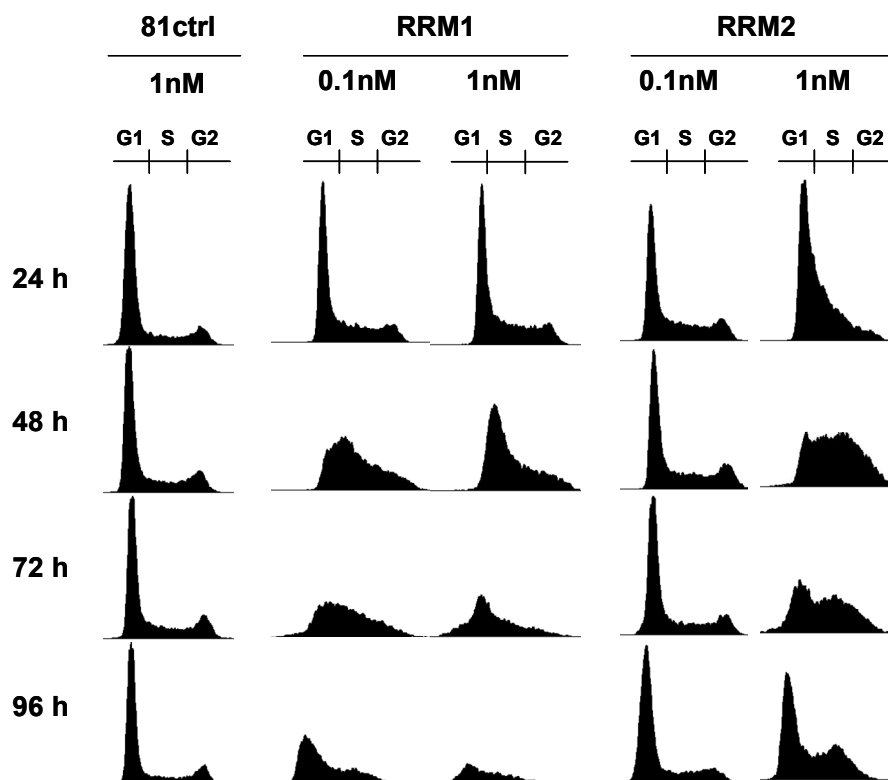 81ctrl RRM1 RRM2
1nM 0.1nM 1nM 0.1nM 1nM
G1 S G2 G1 S G2 G1 S G2 G1 S G2 G1 S G2
24 h
48 h
72 h
96 h